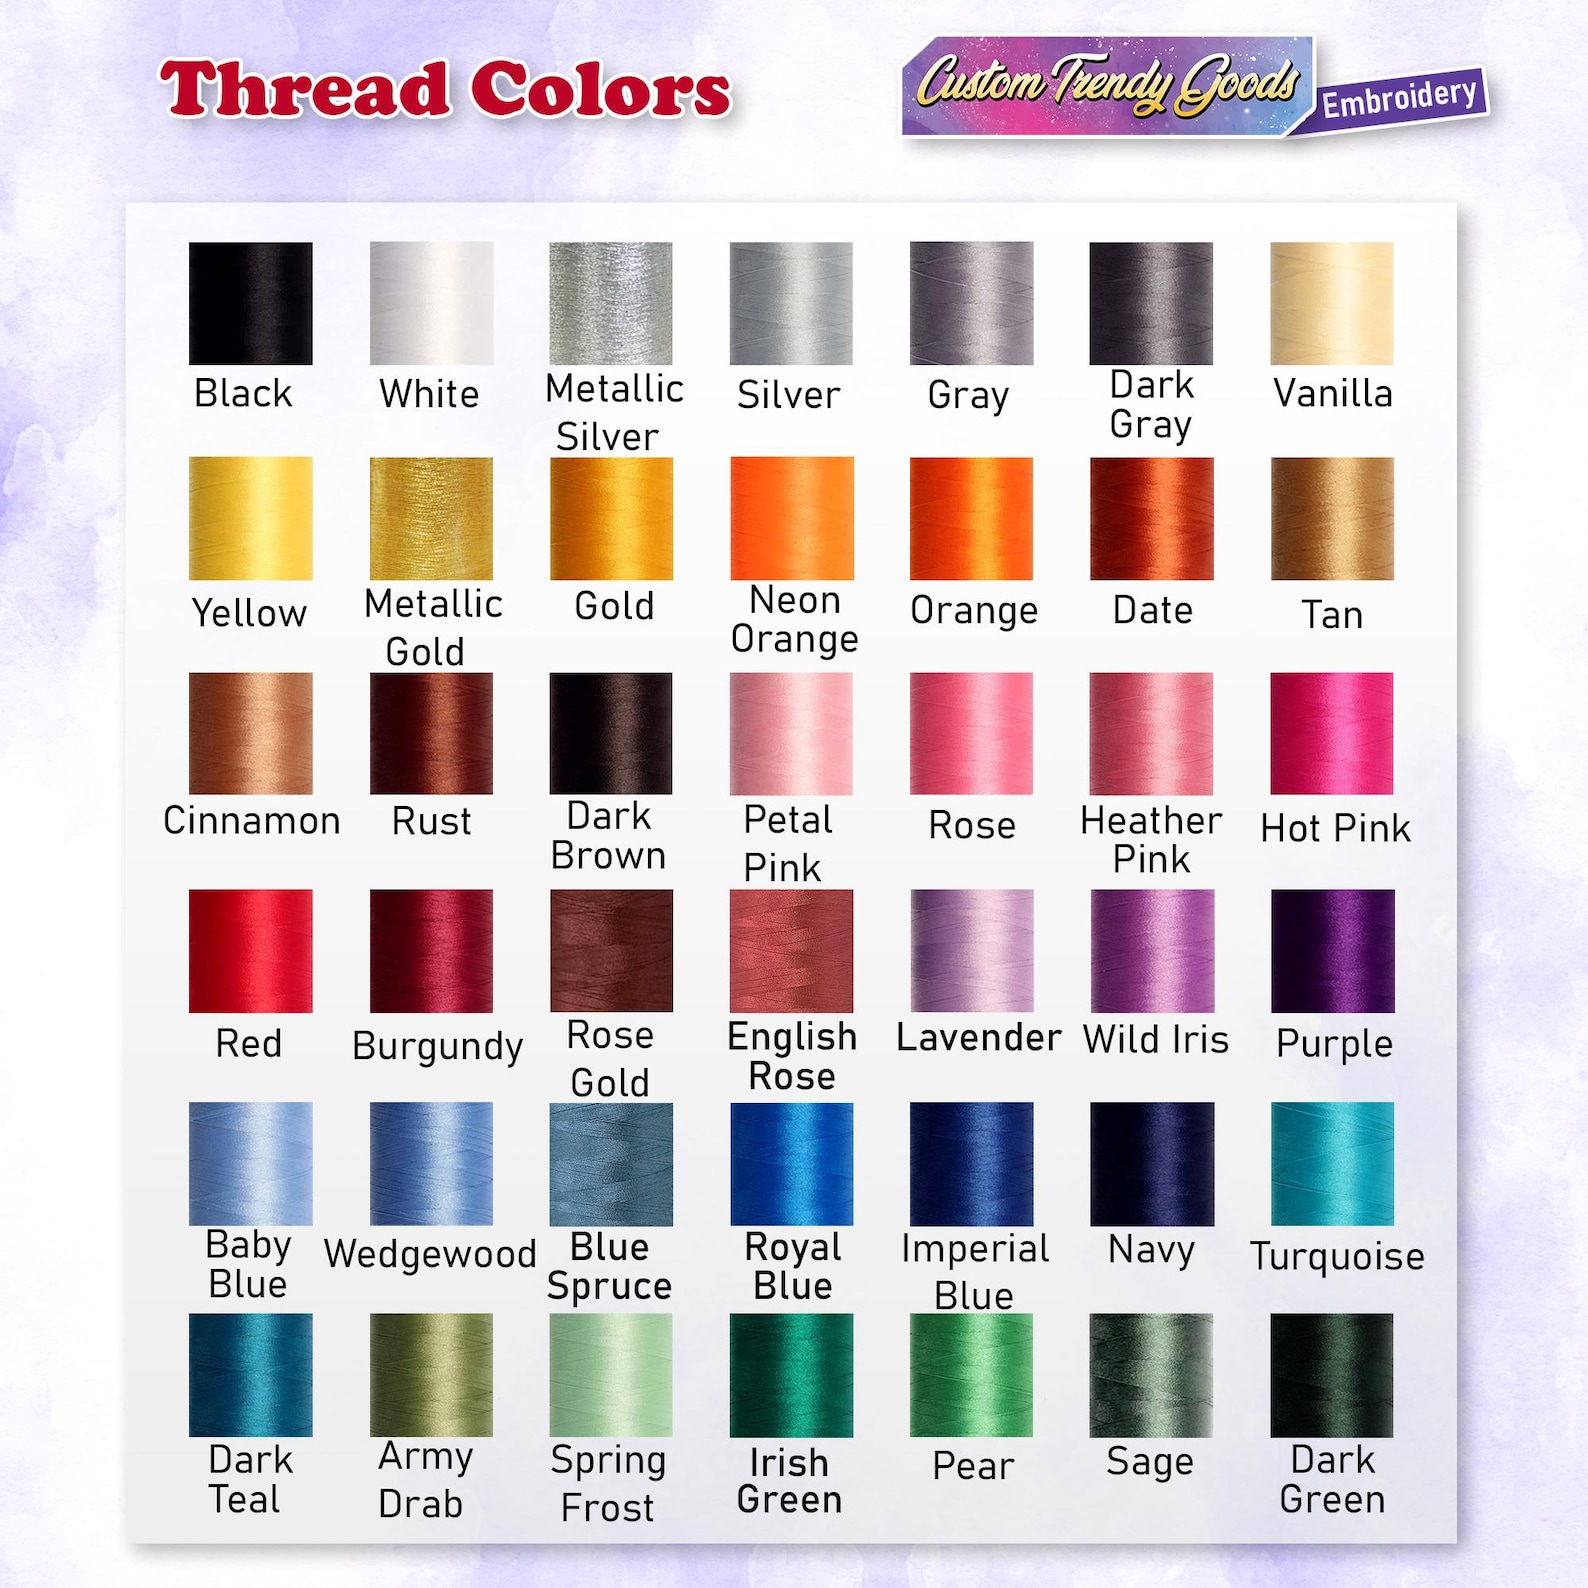 Thread Colors
Custom Trendy Goods
Embroidery
Black
White
Metallic
Silver
Silver
Gray
Dark
Gray
Vanilla
Yellow
Metallic
Gold
Gold
Neon
Orange
Orange
Date
Tan
Cinnamon
Rust
Dark
Brown
Petal
Pink
Rose
Heather
Pink
Hot Pink
Red
Burgundy
Rose
Gold
English
Rose
Lavender
Wild Iris
Purple
Baby
Blue
Wedgewood
Blue
Spruce
Royal
Blue
Imperial
Blue
Navy
Turquoise
Dark
Teal
Army
Drab
Spring
Frost
Irish
Green
Pear
Sage
Dark
Green